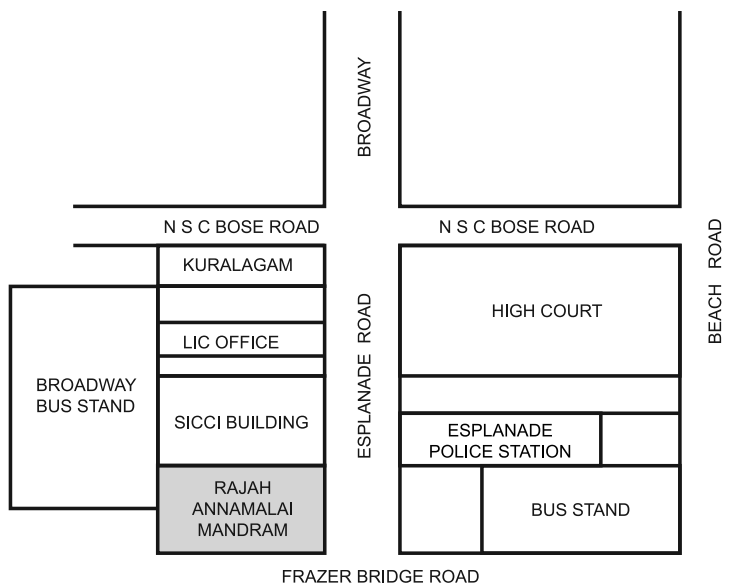 BROADWAY
N S C BOSE ROAD
N S C BOSE ROAD
BEACH ROAD
KURALAGAM
HIGH COURT
ESPLANADE ROAD
LIC OFFICE
BROADWAY
BUS STAND
SICCI BUILDING
ESPLANADE
POLICE STATION
RAJAH
ANNAMALAI
MANDRAM
BUS STAND
FRAZER BRIDGE ROAD